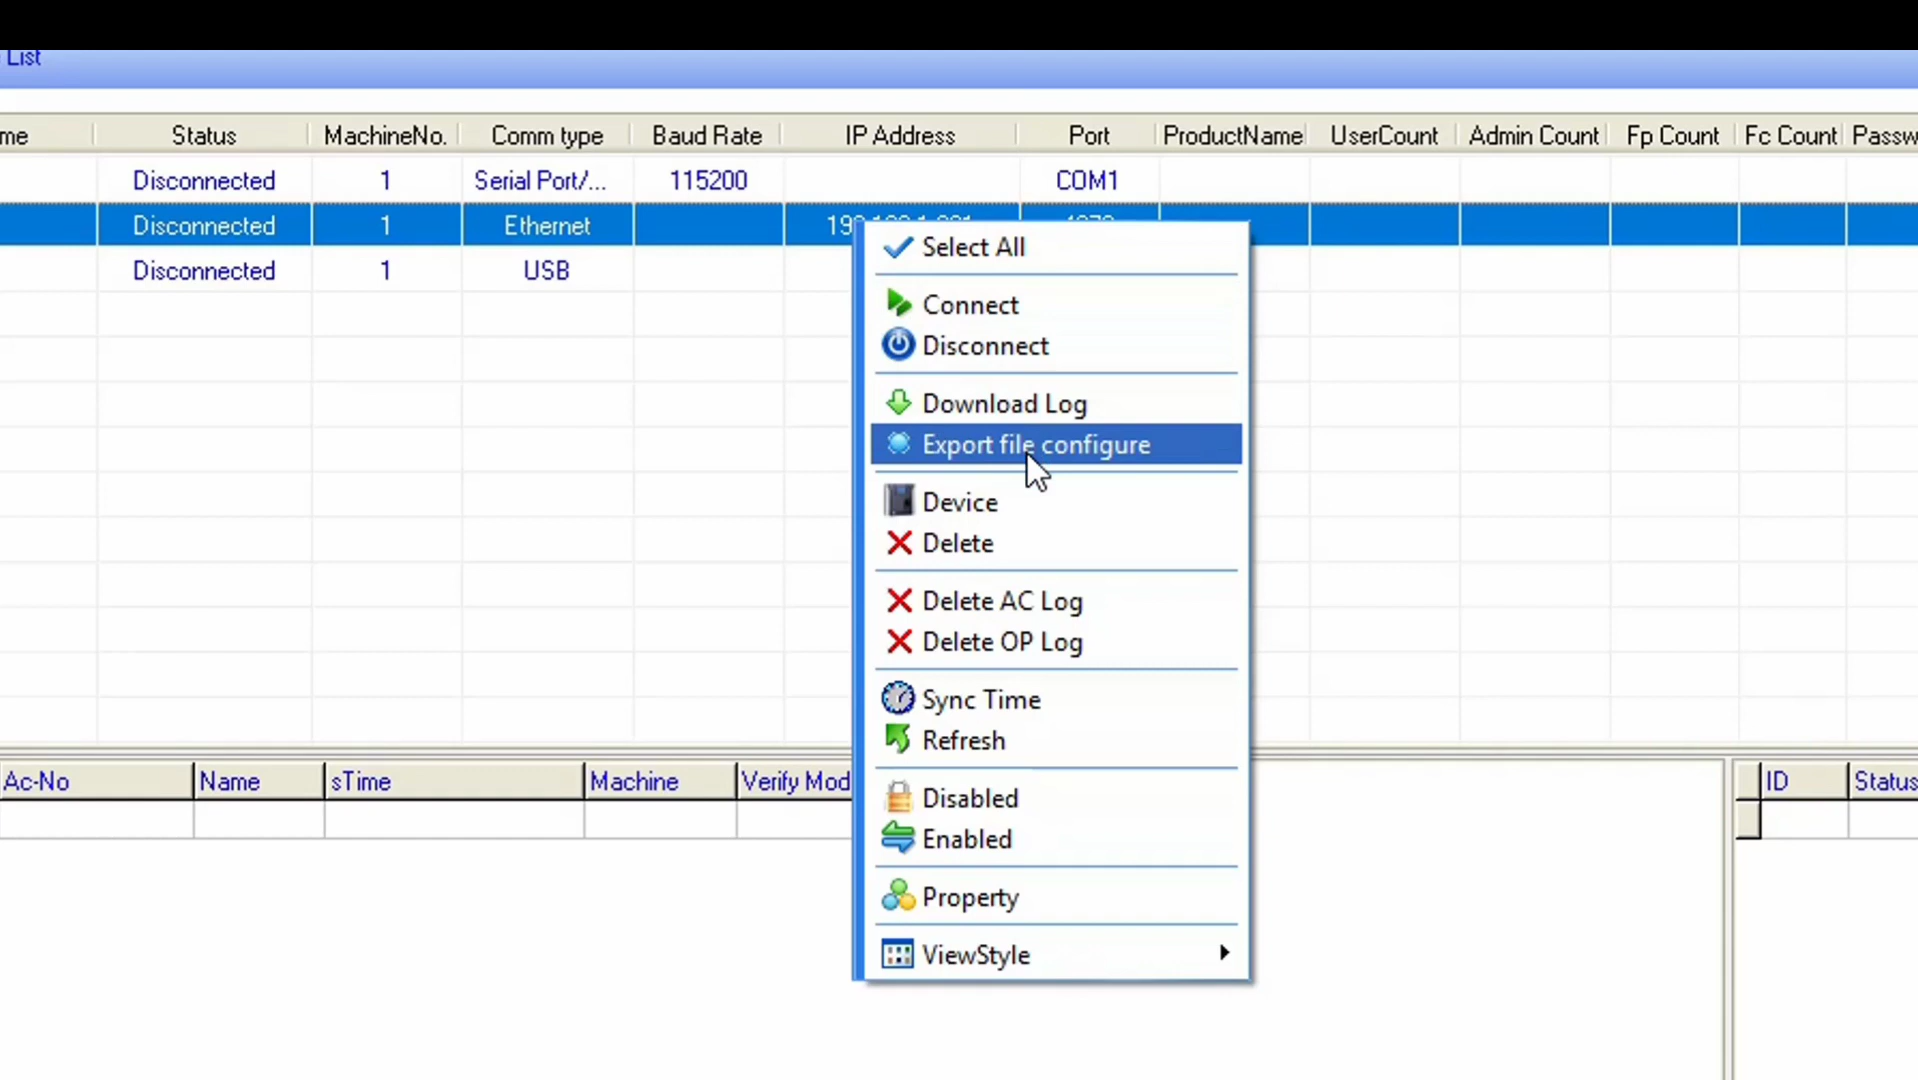 List
me Status MachineNo. Comm type Baud Rate IP Address Port ProductName UserCount Admin Count Fp Count Fc Count Passw
Disconnected 1 Serial Port/... 115200 COM1
Disconnected 1 Ethernet
Disconnected 1 USB
Select All
Connect
Disconnect
Download Log
Export file configure
Device
Delete
Delete AC Log
Delete OP Log
Sync Time
Refresh
Disabled
Enabled
Property
ViewStyle
Ac-No Name sTime Machine Verify Mod
ID Status